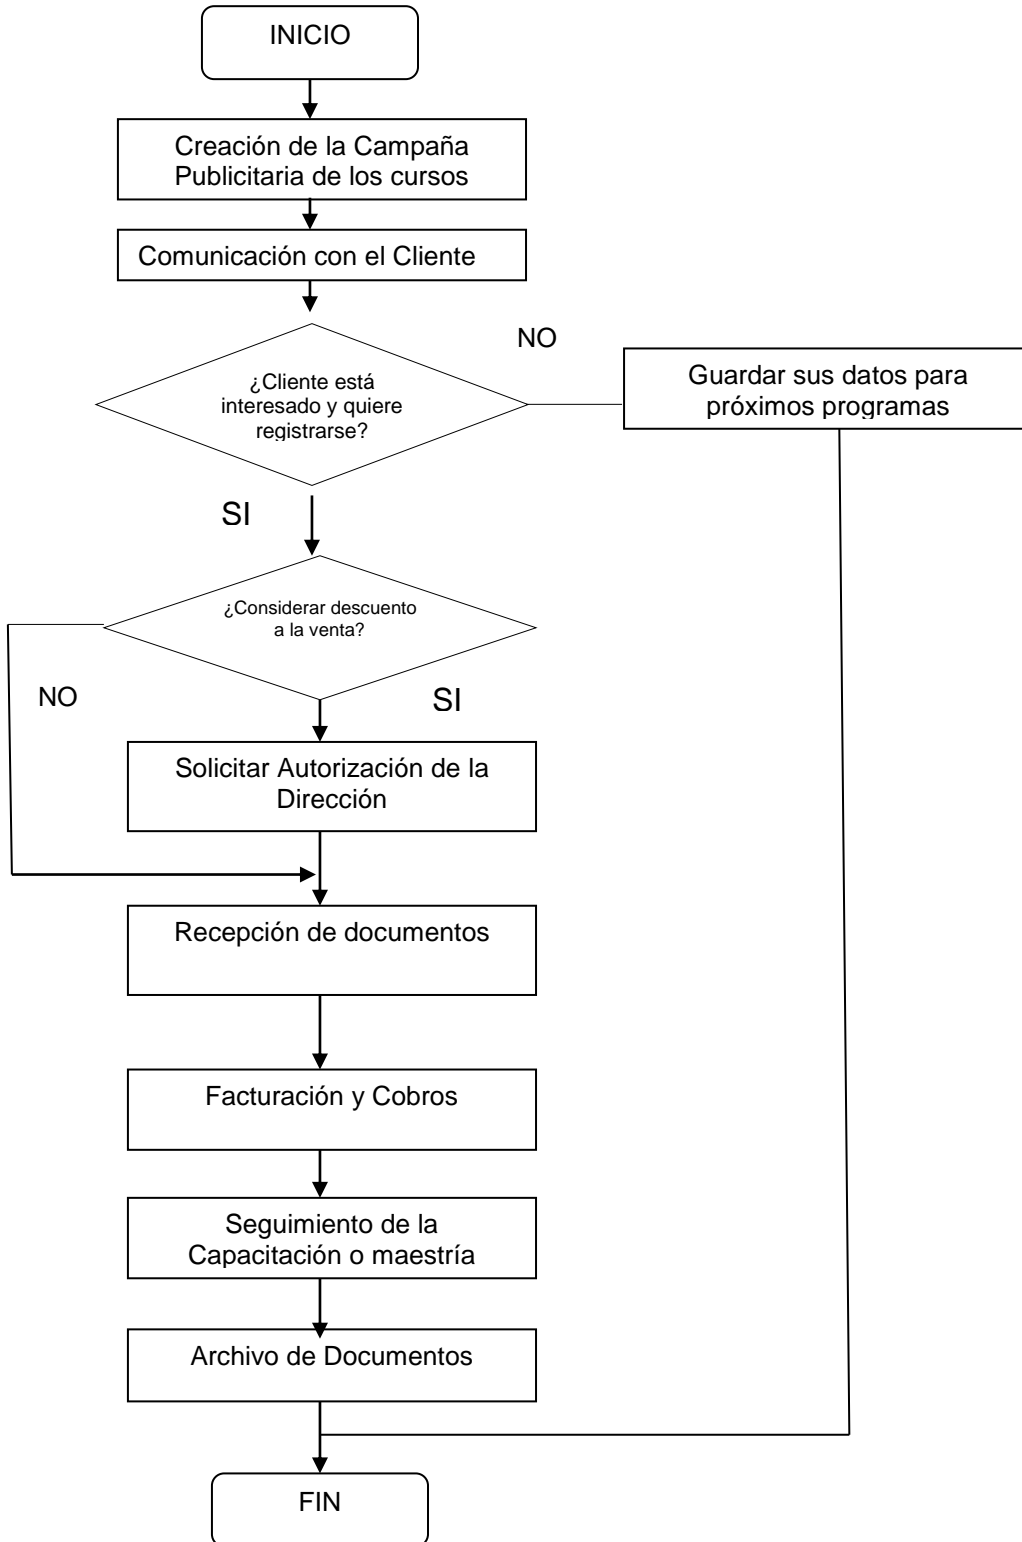 INICIO
Creación de la Campaña
Publicitaria de los cursos
Comunicación con el Cliente
NO
¿Cliente está
interesado y quiere
registrarse?
Guardar sus datos para
próximos programas
SI
¿Considerar descuento
a la venta?
NO
SI
Solicitar Autorización de la
Dirección
Recepción de documentos
Facturación y Cobros
Seguimiento de la
Capacitación o maestría
Archivo de Documentos
FIN